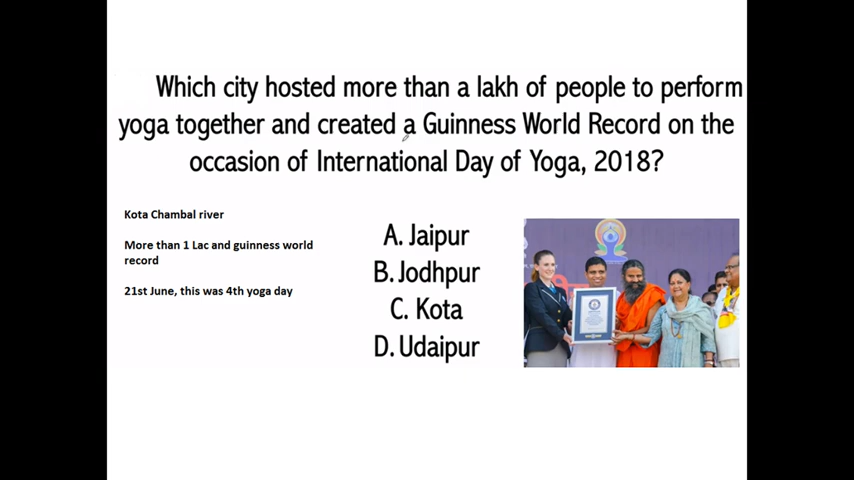 Which city hosted more than a lakh of people to perform
yoga together and created a Guinness World Record on the
occasion of International Day of Yoga, 2018?
Kota Chambal river
More than 1 Lac and guinness world
record
21st June, this was 4th yoga day
A. Jaipur
B. Jodhpur
C. Kota
D. Udaipur